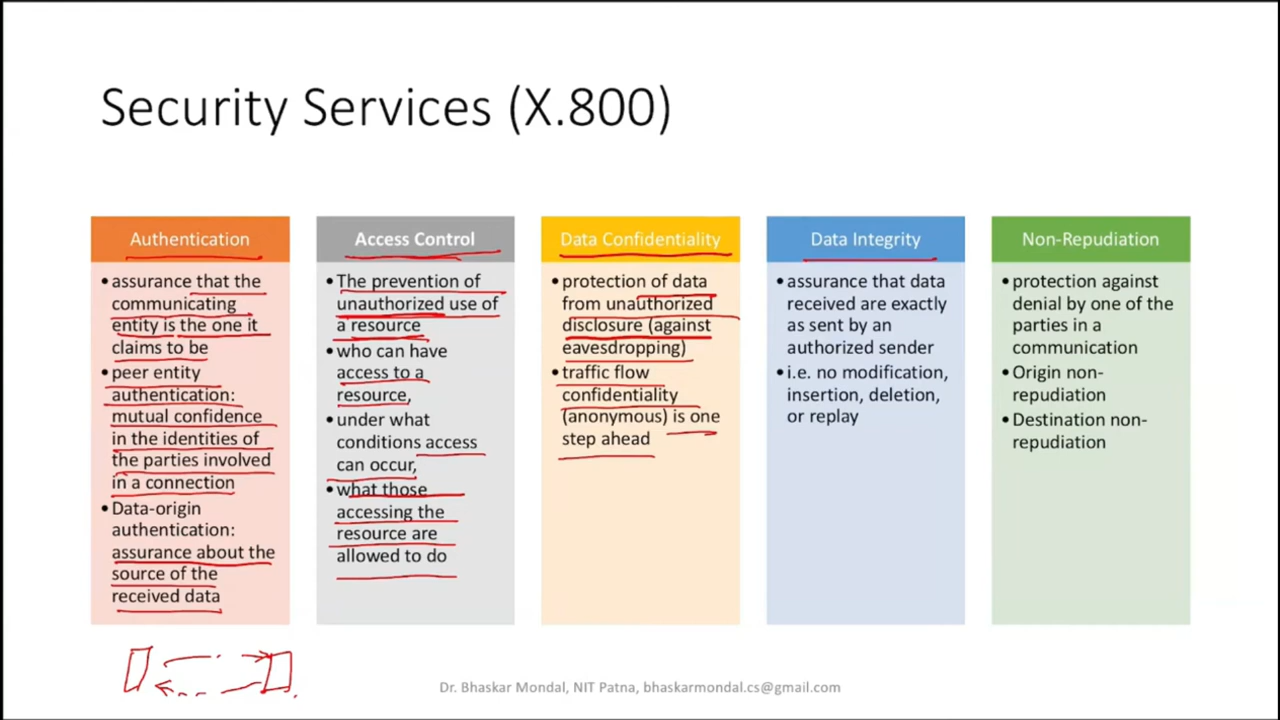 Security Services (X.800)
Authentication
• assurance that the
communicating
entity is the one it
claims to be
• peer entity
authentication:
mutual confidence
in the identities of
the parties involved
in a connection
• Data-origin
authentication:
assurance about the
source of the
received data
Access Control
• The prevention of
unauthorized use of
a resource
• who can have
access to a
resource,
• under what
conditions access
can occur,
• what those
accessing the
resource are
allowed to do
Data Confidentiality
• protection of data
from unauthorized
disclosure (against
eavesdropping)
• traffic flow
confidentiality
(anonymous) is one
step ahead
Data Integrity
• assurance that data
received are exactly
as sent by an
authorized sender
• i.e. no modification,
insertion, deletion,
or replay
Non-Repudiation
• protection against
denial by one of the
parties in a
communication
• Origin non-
repudiation
• Destination non-
repudiation
Dr. Bhaskar Mondal, NIT Patna, bhaskarmondal.cs@gmail.com